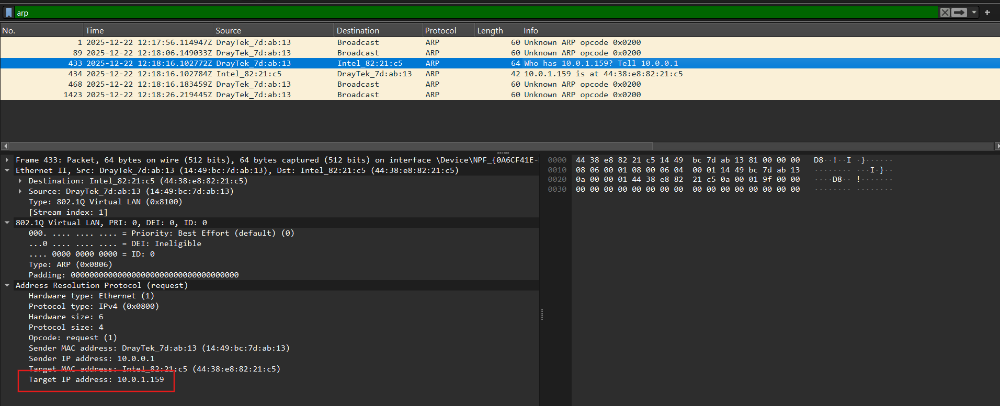 arp
No. Time Source Destination Protocol Length Info
1 2025-12-22 12:17:56.114947Z DrayTek_7d:ab:13 Broadcast ARP 60 Unknown ARP opcode 0x0200
89 2025-12-22 12:18:06.149033Z DrayTek_7d:ab:13 Broadcast ARP 60 Unknown ARP opcode 0x0200
433 2025-12-22 12:18:16.102772Z DrayTek_7d:ab:13 Intel_82:21:c5 ARP 64 Who has 10.0.1.159? Tell 10.0.0.1
434 2025-12-22 12:18:16.102784Z Intel_82:21:c5 DrayTek_7d:ab:13 ARP 42 10.0.1.159 is at 44:38:e8:82:21:c5
468 2025-12-22 12:18:16.183459Z DrayTek_7d:ab:13 Broadcast ARP 60 Unknown ARP opcode 0x0200
1423 2025-12-22 12:18:26.219445Z DrayTek_7d:ab:13 Broadcast ARP 60 Unknown ARP opcode 0x0200
Frame 433: Packet, 64 bytes on wire (512 bits), 64 bytes captured (512 bits) on interface \Device\NPF_{0A6CF41E-
Ethernet II, Src: DrayTek_7d:ab:13 (14:49:bc:7d:ab:13), Dst: Intel_82:21:c5 (44:38:e8:82:21:c5)
Destination: Intel_82:21:c5 (44:38:e8:82:21:c5)
Source: DrayTek_7d:ab:13 (14:49:bc:7d:ab:13)
Type: 802.1Q Virtual LAN (0x8100)
[Stream index: 1]
802.1Q Virtual LAN, PRI: 0, DEI: 0, ID: 0
000. .... .... .... = Priority: Best Effort (default) (0)
...0 .... .... .... = DEI: Ineligible
.... 0000 0000 0000 = ID: 0
Type: ARP (0x0806)
Padding: 000000000000000000000000000000000000
Address Resolution Protocol (request)
Hardware type: Ethernet (1)
Protocol type: IPv4 (0x0800)
Hardware size: 6
Protocol size: 4
Opcode: request (1)
Sender MAC address: DrayTek_7d:ab:13 (14:49:bc:7d:ab:13)
Sender IP address: 10.0.0.1
Target MAC address: Intel_82:21:c5 (44:38:e8:82:21:c5)
Target IP address: 10.0.1.159
0000 44 38 e8 82 21 c5 14 49 bc 7d ab 13 81 00 00 00 D8··!··I ·}······
0010 08 06 00 01 08 00 06 04 00 01 14 49 bc 7d ab 13 ········ ···I·}··
0020 0a 00 00 01 44 38 e8 82 21 c5 0a 00 01 9f 00 00 ····D8·· !·······
0030 00 00 00 00 00 00 00 00 00 00 00 00 00 00 00 00 ········ ········